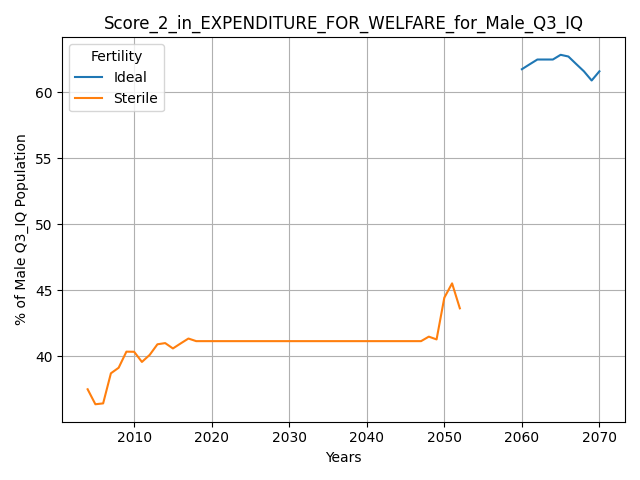 Score_2_in_EXPENDITURE_FOR_WELFARE_for_Male_Q3_IQ
Fertility
Ideal
Sterile
% of Male Q3_IQ Population
60
55
50
45
40
2010
2020
2030
2040
2050
2060
2070
Years